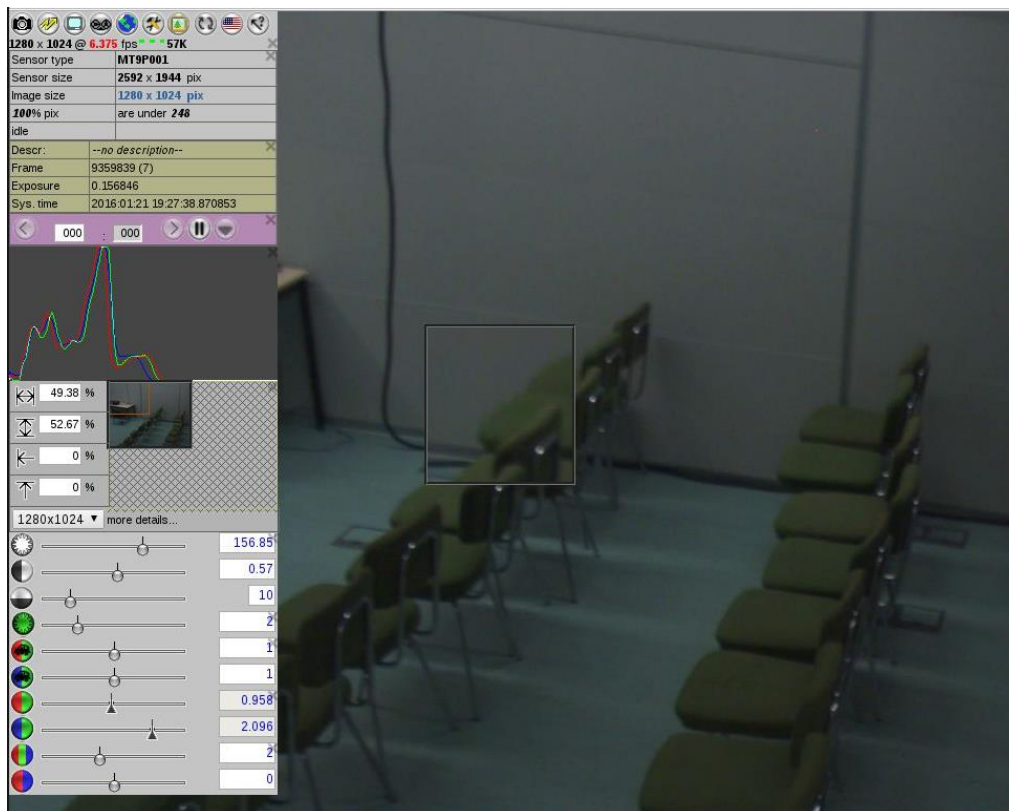 1280 x 1024 @ 6.375 fps 57K
Sensor type MT9P001
Sensor size 2592 x 1944 pix
Image size 1280 x 1024 pix
100% pix are under 248
idle
Descr: --no description--
Frame 9359839 (7)
Exposure 0.156846
Sys. time 2016:01:21 19:27:38.870853
000 : 000
49.38 %
52.67 %
0 %
0 %
1280x1024 ▼ more details...
156.85
0.57
10
2
1
1
0.958
2.096
2
0